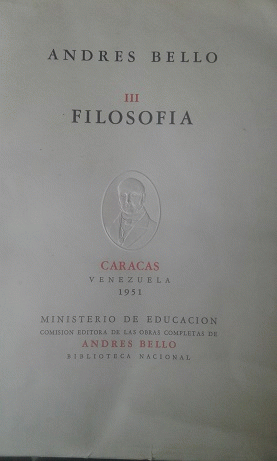 ANDRES BELLO
III
FILOSOFIA
CARACAS
VENEZUELA
1951
MINISTERIO DE EDUCACION
COMISION EDITORA DE LAS OBRAS COMPLETAS DE
ANDRES BELLO
BIBLIOTECA NACIONAL